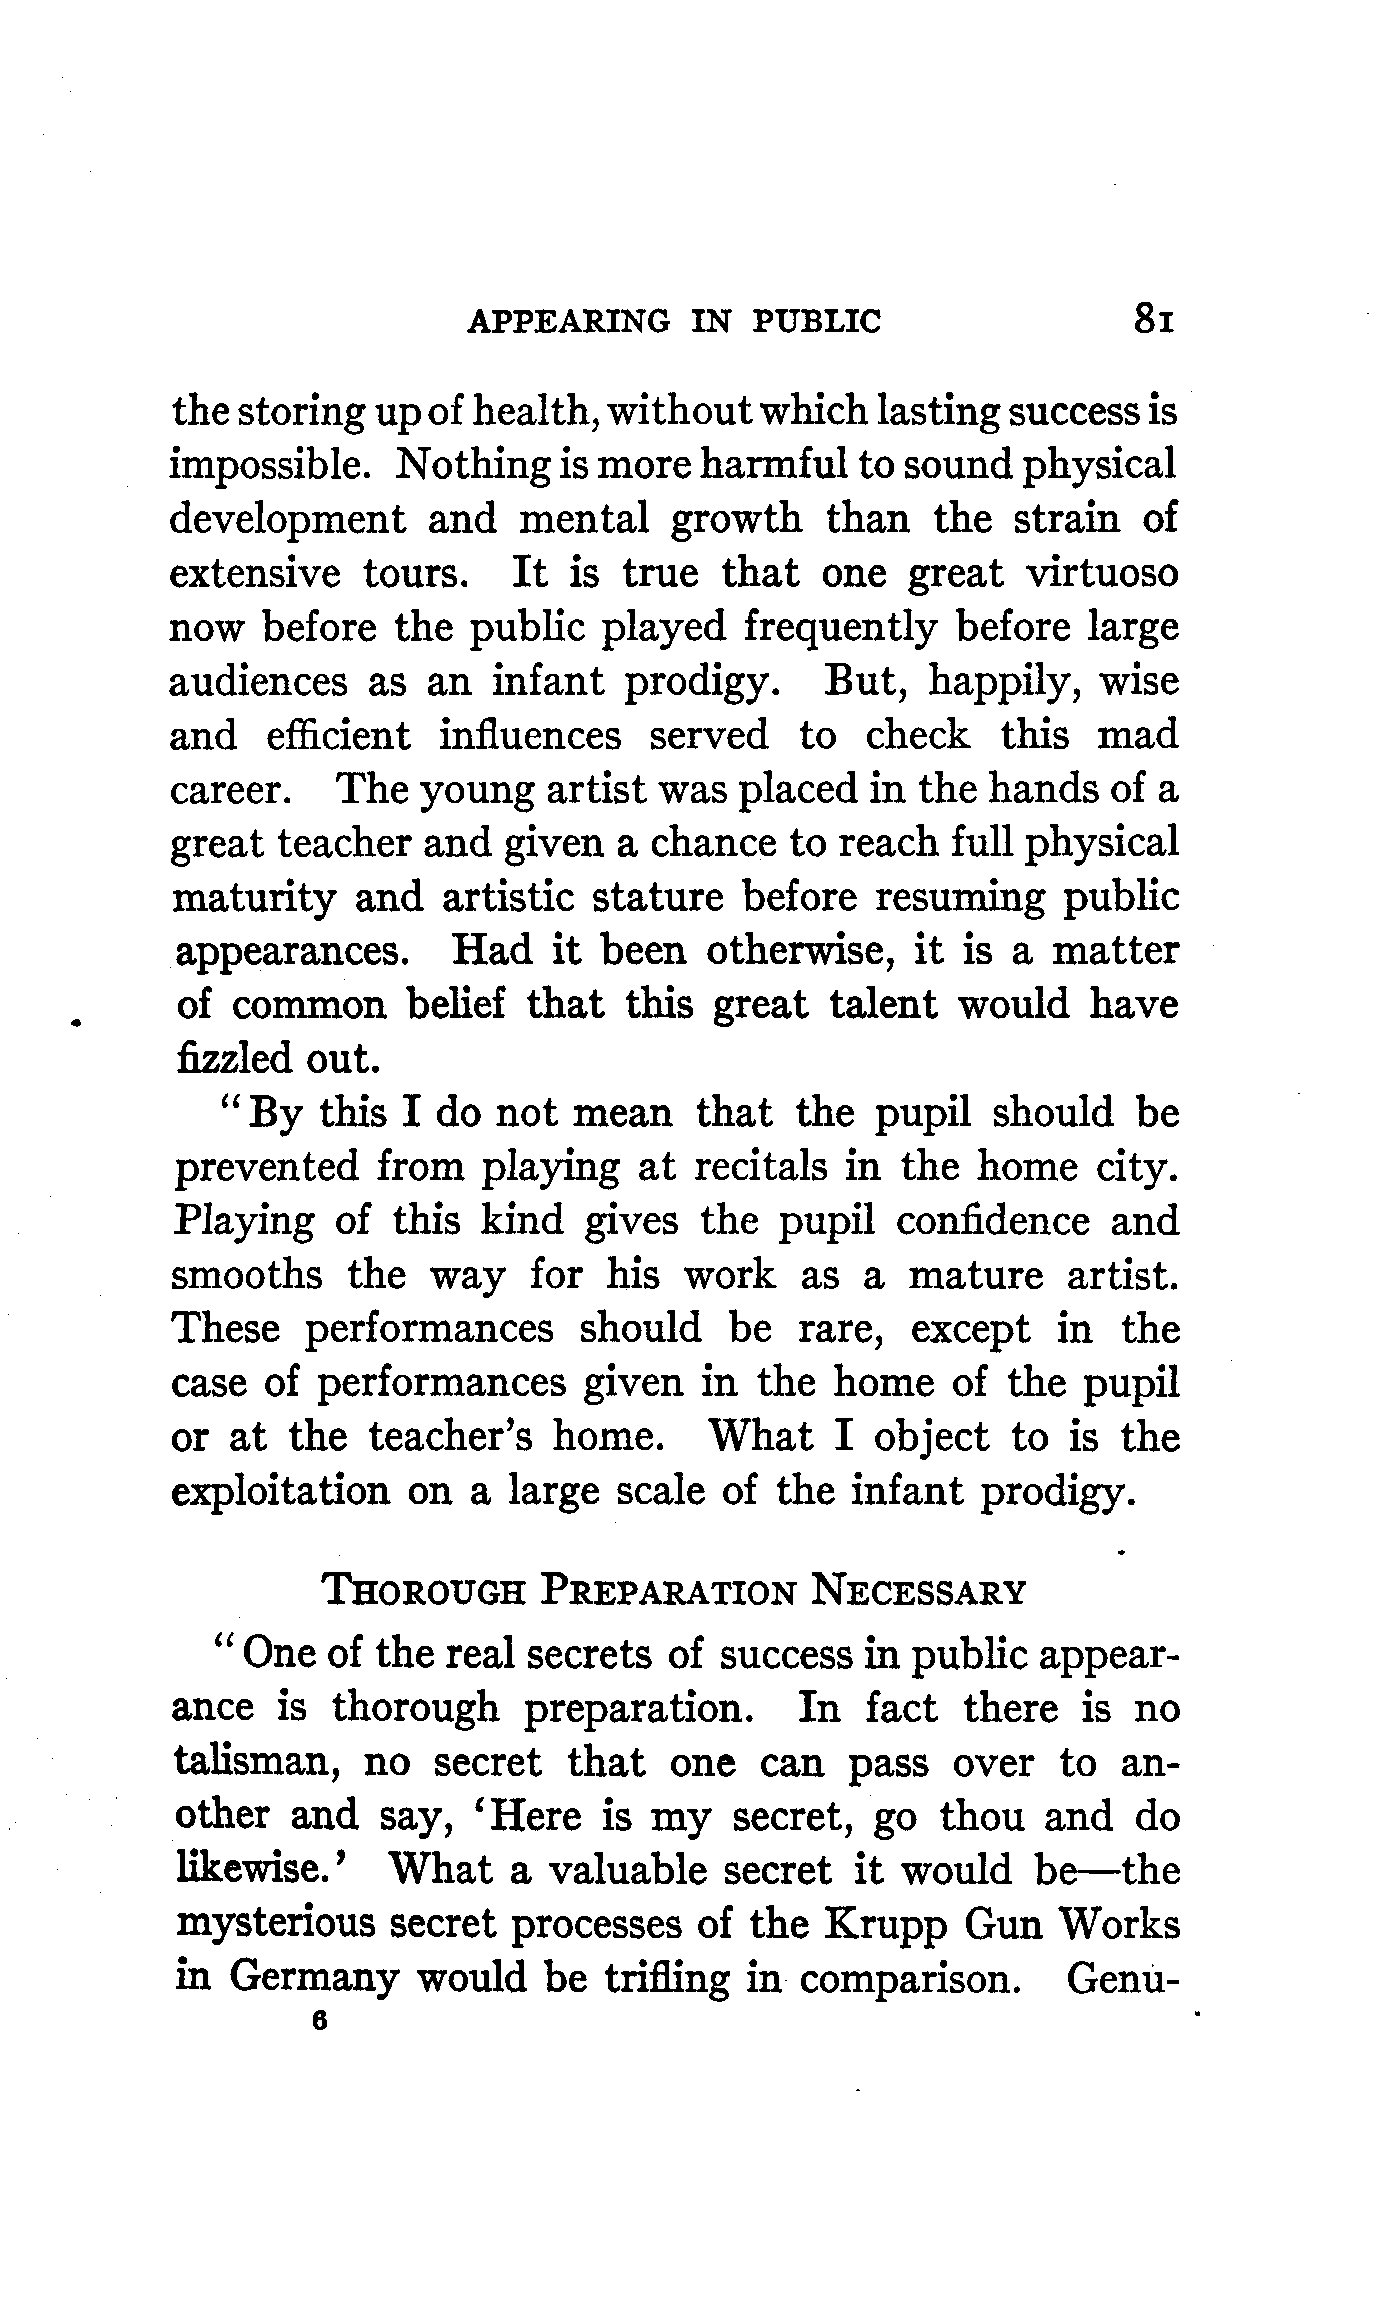 APPEARING IN PUBLIC 81
the storing up of health, without which lasting success is
impossible. Nothing is more harmful to sound physical
development and mental growth than the strain of
extensive tours. It is true that one great virtuoso
now before the public played frequently before large
audiences as an infant prodigy. But, happily, wise
and efficient influences served to check this mad
career. The young artist was placed in the hands of a
great teacher and given a chance to reach full physical
maturity and artistic stature before resuming public
appearances. Had it been otherwise, it is a matter
of common belief that this great talent would have
fizzled out.
"By this I do not mean that the pupil should be
prevented from playing at recitals in the home city.
Playing of this kind gives the pupil confidence and
smooths the way for his work as a mature artist.
These performances should be rare, except in the
case of performances given in the home of the pupil
or at the teacher's home. What I object to is the
exploitation on a large scale of the infant prodigy.
THOROUGH PREPARATION NECESSARY
"One of the real secrets of success in public appear-
ance is thorough preparation. In fact there is no
talisman, no secret that one can pass over to an-
other and say, 'Here is my secret, go thou and do
likewise.' What a valuable secret it would be—the
mysterious secret processes of the Krupp Gun Works
in Germany would be trifling in comparison. Genu-
6